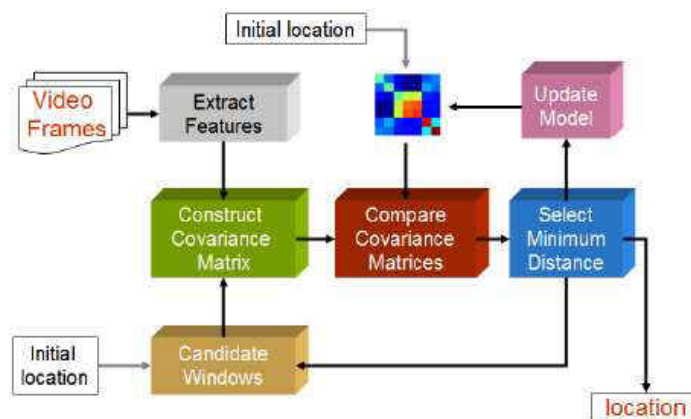 Initial location
Video
Frames
Extract
Features
Update
Model
Construct
Covariance
Matrix
Compare
Covariance
Matrices
Select
Minimum
Distance
Initial
location
Candidate
Windows
location